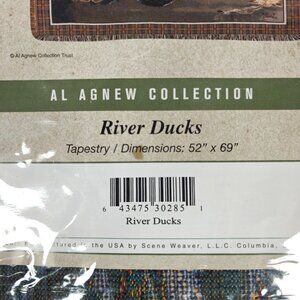 © Al Agnew Collection Trust
AL AGNEW COLLECTION
River Ducks
Tapestry / Dimensions: 52” x 69”
6 43475 30285 1
River Ducks
in the USA by Scene Weaver, L.L.C. Columbia,